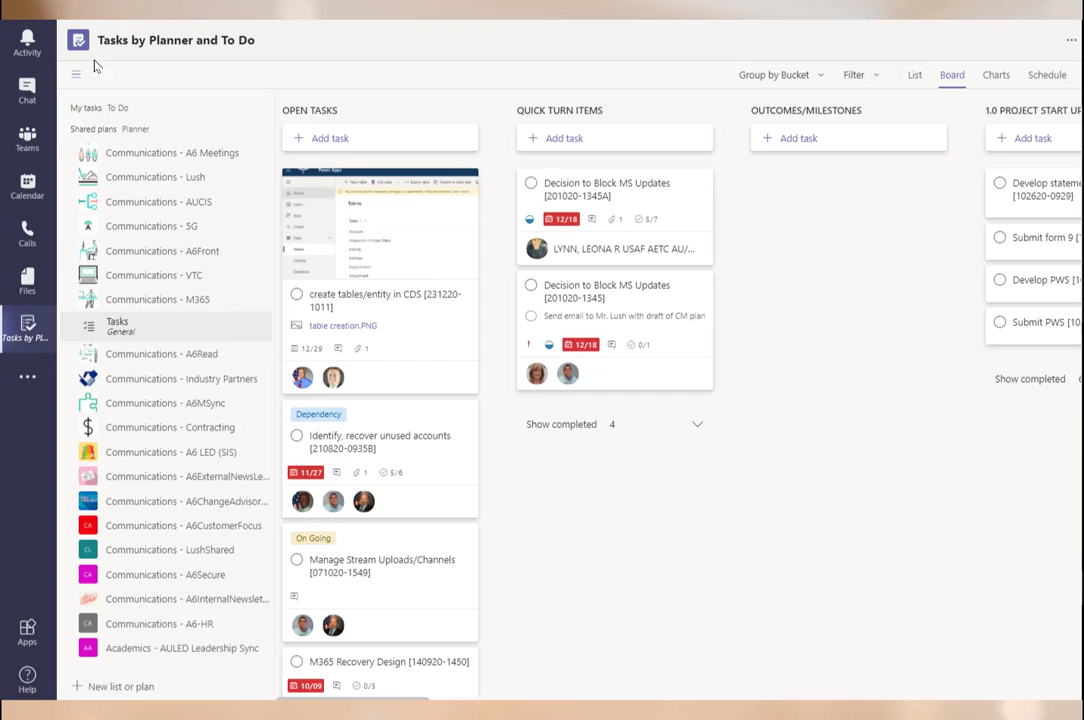 Tasks by Planner and To Do
Activity
Chat
Teams
Calendar
Calls
Files
Tasks by Pl...
Apps
Help
Group by Bucket
Filter
List
Board
Charts
Schedule
My tasks To Do
Shared plans Planner
Communications - A6 Meetings
Communications - Lush
Communications - AUCIS
Communications - 5G
Communications - A6Front
Communications - VTC
Communications - M365
Tasks
General
Communications - A6Read
Communications - Industry Partners
Communications - A6MSync
$ Communications - Contracting
Communications - A6 LED (SIS)
Communications - A6ExternalNewsLe...
Communications - A6ChangeAdvisor...
CA Communications - A6CustomerFocus
CL Communications - LushShared
CA Communications - A6Secure
Communications - A6InternalNewslet...
CA Communications - A6-HR
AA Academics - AULED Leadership Sync
New list or plan
OPEN TASKS
Add task
Tables
create tables/entity in CDS [231220-
1011]
table creation.PNG
12/29 1
Dependency
Identify, recover unused accounts
[210820-0935B]
11/27 1 5/6
On Going
Manage Stream Uploads/Channels
[071020-1549]
M365 Recovery Design [140920-1450]
10/09 0/5
QUICK TURN ITEMS
Add task
Decision to Block MS Updates
[201020-1345A]
12/18 1 5/7
LYNN, LEONA R USAF AETC AU/...
Decision to Block MS Updates
[201020-1345]
Send email to Mr. Lush with draft of CM plan
! 12/18 0/1
Show completed 4
OUTCOMES/MILESTONES
Add task
1.0 PROJECT START UP
Add task
Develop stateme
[102620-0929]
Submit form 9 [
Develop PWS [10
Submit PWS [10
Show completed